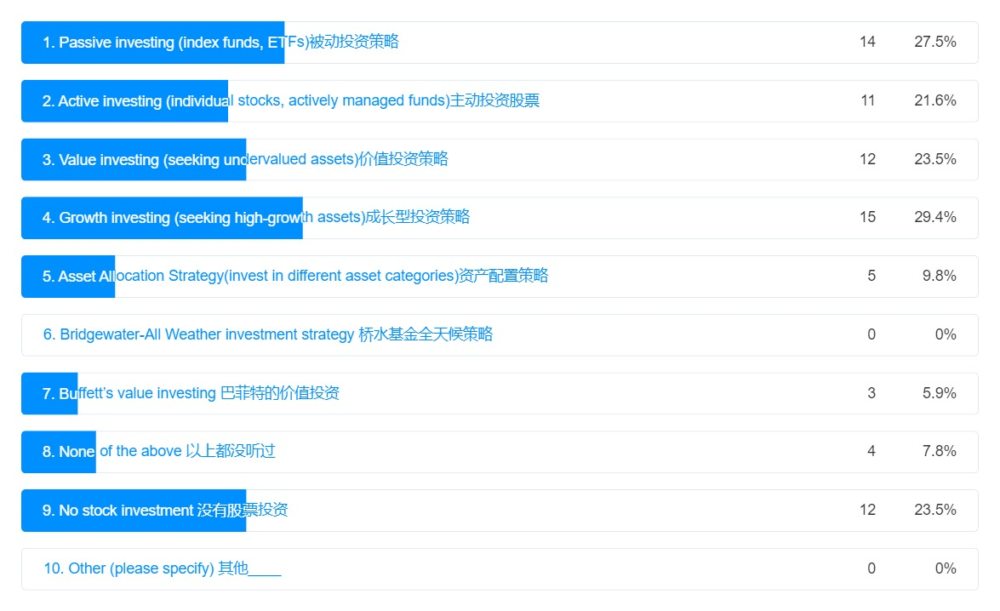 1. Passive investing (index funds, ETFs)被动投资策略 14 27.5%
2. Active investing (individual stocks, actively managed funds)主动投资股票 11 21.6%
3. Value investing (seeking undervalued assets)价值投资策略 12 23.5%
4. Growth investing (seeking high-growth assets)成长型投资策略 15 29.4%
5. Asset Allocation Strategy(invest in different asset categories)资产配置策略 5 9.8%
6. Bridgewater-All Weather investment strategy 桥水基金全天候策略 0 0%
7. Buffett’s value investing 巴菲特的价值投资 3 5.9%
8. None of the above 以上都没听过 4 7.8%
9. No stock investment 没有股票投资 12 23.5%
10. Other (please specify) 其他____ 0 0%